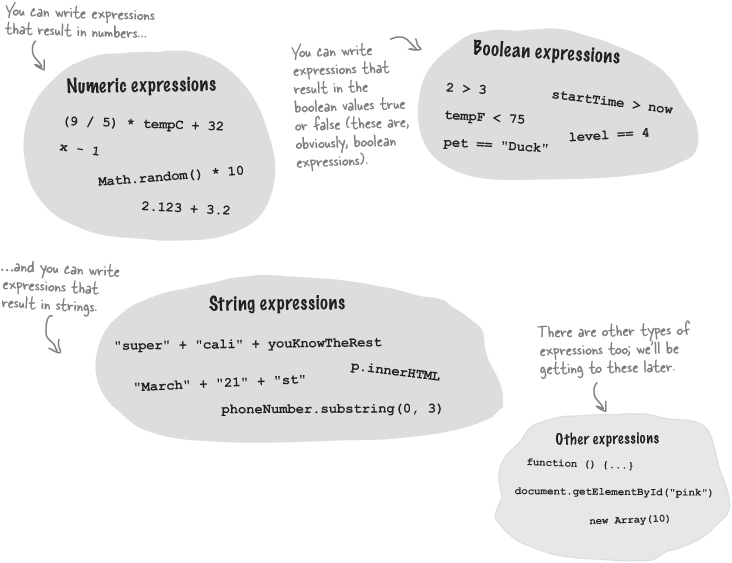 You can write expressions
that result in numbers...
Numeric expressions
(9 / 5) * tempC + 32
x - 1
Math.random() * 10
2.123 + 3.2
You can write
expressions that
result in the
boolean values true
or false (these are,
obviously, boolean
expressions).
Boolean expressions
2 > 3
startTime > now
tempF < 75
level == 4
pet == "Duck"
...and you can write
expressions that
result in strings.
String expressions
"super" + "cali" + youKnowTheRest
p.innerHTML
"March" + "21" + "st"
phoneNumber.substring(0, 3)
There are other types of
expressions too; we'll be
getting to these later.
Other expressions
function () {...}
document.getElementById("pink")
new Array(10)